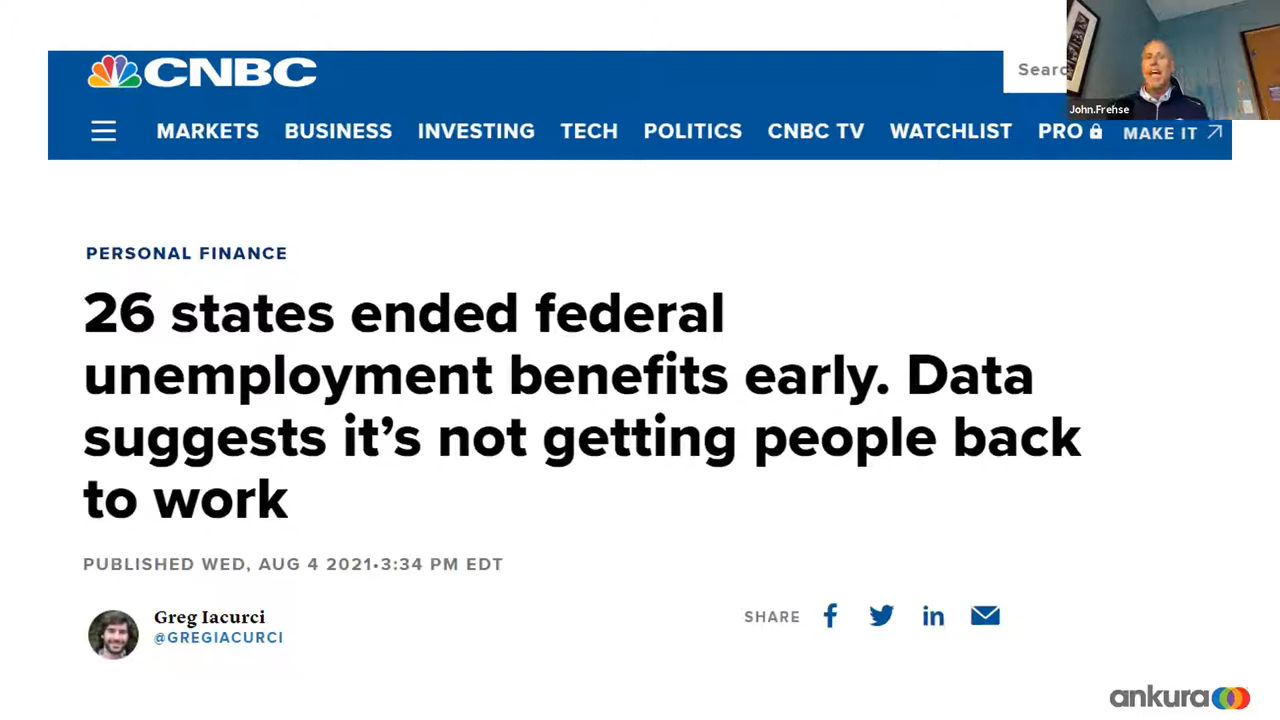 CNBC
Searc
John.Frehse
MARKETS BUSINESS INVESTING TECH POLITICS CNBC TV WATCHLIST PRO MAKE IT
PERSONAL FINANCE
26 states ended federal
unemployment benefits early. Data
suggests it’s not getting people back
to work
PUBLISHED WED, AUG 4 2021•3:34 PM EDT
Greg Iacurci
@GREGIACURCI
SHARE
ankura